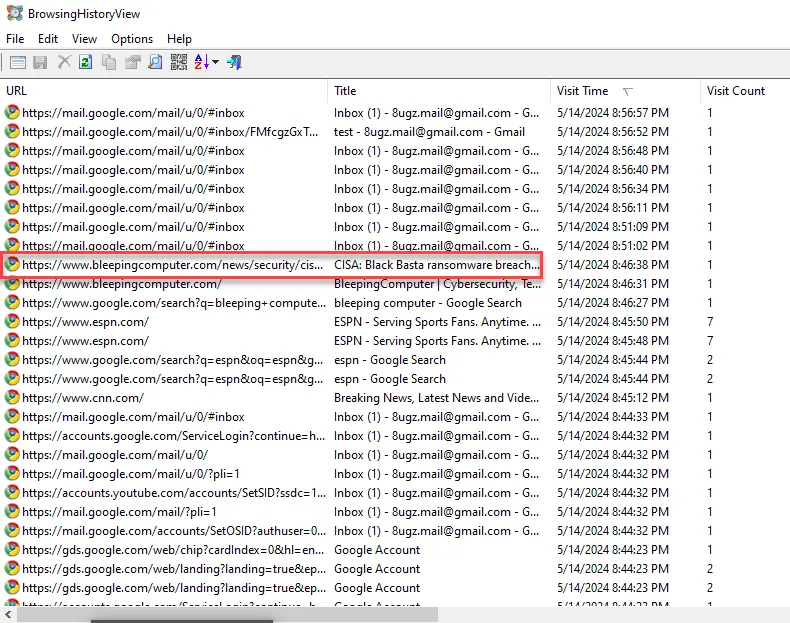 BrowsingHistoryView
File Edit View Options Help
URL Title Visit Time Visit Count
https://mail.google.com/mail/u/0/#inbox Inbox (1) - 8ugz.mail@gmail.com - G... 5/14/2024 8:56:57 PM 1
https://mail.google.com/mail/u/0/#inbox/FMfcgzGxT... test - 8ugz.mail@gmail.com - Gmail 5/14/2024 8:56:52 PM 1
https://mail.google.com/mail/u/0/#inbox Inbox (1) - 8ugz.mail@gmail.com - G... 5/14/2024 8:56:48 PM 1
https://mail.google.com/mail/u/0/#inbox Inbox (1) - 8ugz.mail@gmail.com - G... 5/14/2024 8:56:40 PM 1
https://mail.google.com/mail/u/0/#inbox Inbox (1) - 8ugz.mail@gmail.com - G... 5/14/2024 8:56:34 PM 1
https://mail.google.com/mail/u/0/#inbox Inbox (1) - 8ugz.mail@gmail.com - G... 5/14/2024 8:56:11 PM 1
https://mail.google.com/mail/u/0/#inbox Inbox (1) - 8ugz.mail@gmail.com - G... 5/14/2024 8:51:09 PM 1
https://mail.google.com/mail/u/0/#inbox Inbox (1) - 8ugz.mail@gmail.com - G... 5/14/2024 8:51:02 PM 1
https://www.bleepingcomputer.com/news/security/cis... CISA: Black Basta ransomware breach... 5/14/2024 8:46:38 PM 1
https://www.bleepingcomputer.com/ BleepingComputer | Cybersecurity, Te... 5/14/2024 8:46:31 PM 1
https://www.google.com/search?q=bleeping+compute... bleeping computer - Google Search 5/14/2024 8:46:27 PM 1
https://www.espn.com/ ESPN - Serving Sports Fans. Anytime. ... 5/14/2024 8:45:50 PM 7
https://www.espn.com/ ESPN - Serving Sports Fans. Anytime. ... 5/14/2024 8:45:48 PM 7
https://www.google.com/search?q=espn&oq=espn&g... espn - Google Search 5/14/2024 8:45:44 PM 2
https://www.google.com/search?q=espn&oq=espn&g... espn - Google Search 5/14/2024 8:45:44 PM 2
https://www.cnn.com/ Breaking News, Latest News and Vide... 5/14/2024 8:45:12 PM 1
https://mail.google.com/mail/u/0/#inbox Inbox (1) - 8ugz.mail@gmail.com - G... 5/14/2024 8:44:33 PM 1
https://accounts.google.com/ServiceLogin?continue=h... Inbox (1) - 8ugz.mail@gmail.com - G... 5/14/2024 8:44:32 PM 1
https://mail.google.com/mail/u/0/ Inbox (1) - 8ugz.mail@gmail.com - G... 5/14/2024 8:44:32 PM 1
https://mail.google.com/mail/u/0/?pli=1 Inbox (1) - 8ugz.mail@gmail.com - G... 5/14/2024 8:44:32 PM 1
https://accounts.youtube.com/accounts/SetSID?ssdc=1... Inbox (1) - 8ugz.mail@gmail.com - G... 5/14/2024 8:44:32 PM 1
https://mail.google.com/mail/?pli=1 Inbox (1) - 8ugz.mail@gmail.com - G... 5/14/2024 8:44:32 PM 1
https://mail.google.com/accounts/SetOSID?authuser=0... Inbox (1) - 8ugz.mail@gmail.com - G... 5/14/2024 8:44:32 PM 1
https://gds.google.com/web/chip?cardIndex=0&hl=en... Google Account 5/14/2024 8:44:23 PM 1
https://gds.google.com/web/landing?landing=true&ep... Google Account 5/14/2024 8:44:23 PM 2
https://gds.google.com/web/landing?landing=true&ep... Google Account 5/14/2024 8:44:23 PM 2